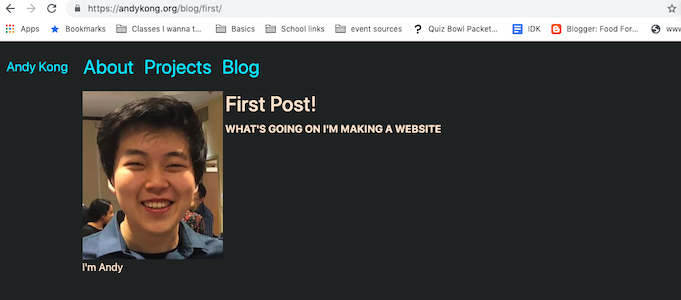 https://andykong.org/blog/first/
Apps Bookmarks Classes I wanna t... Basics School links event sources Quiz Bowl Packet... IDK Blogger: Food For... www
Andy Kong About Projects Blog
First Post!
WHAT'S GOING ON I'M MAKING A WEBSITE
I'm Andy